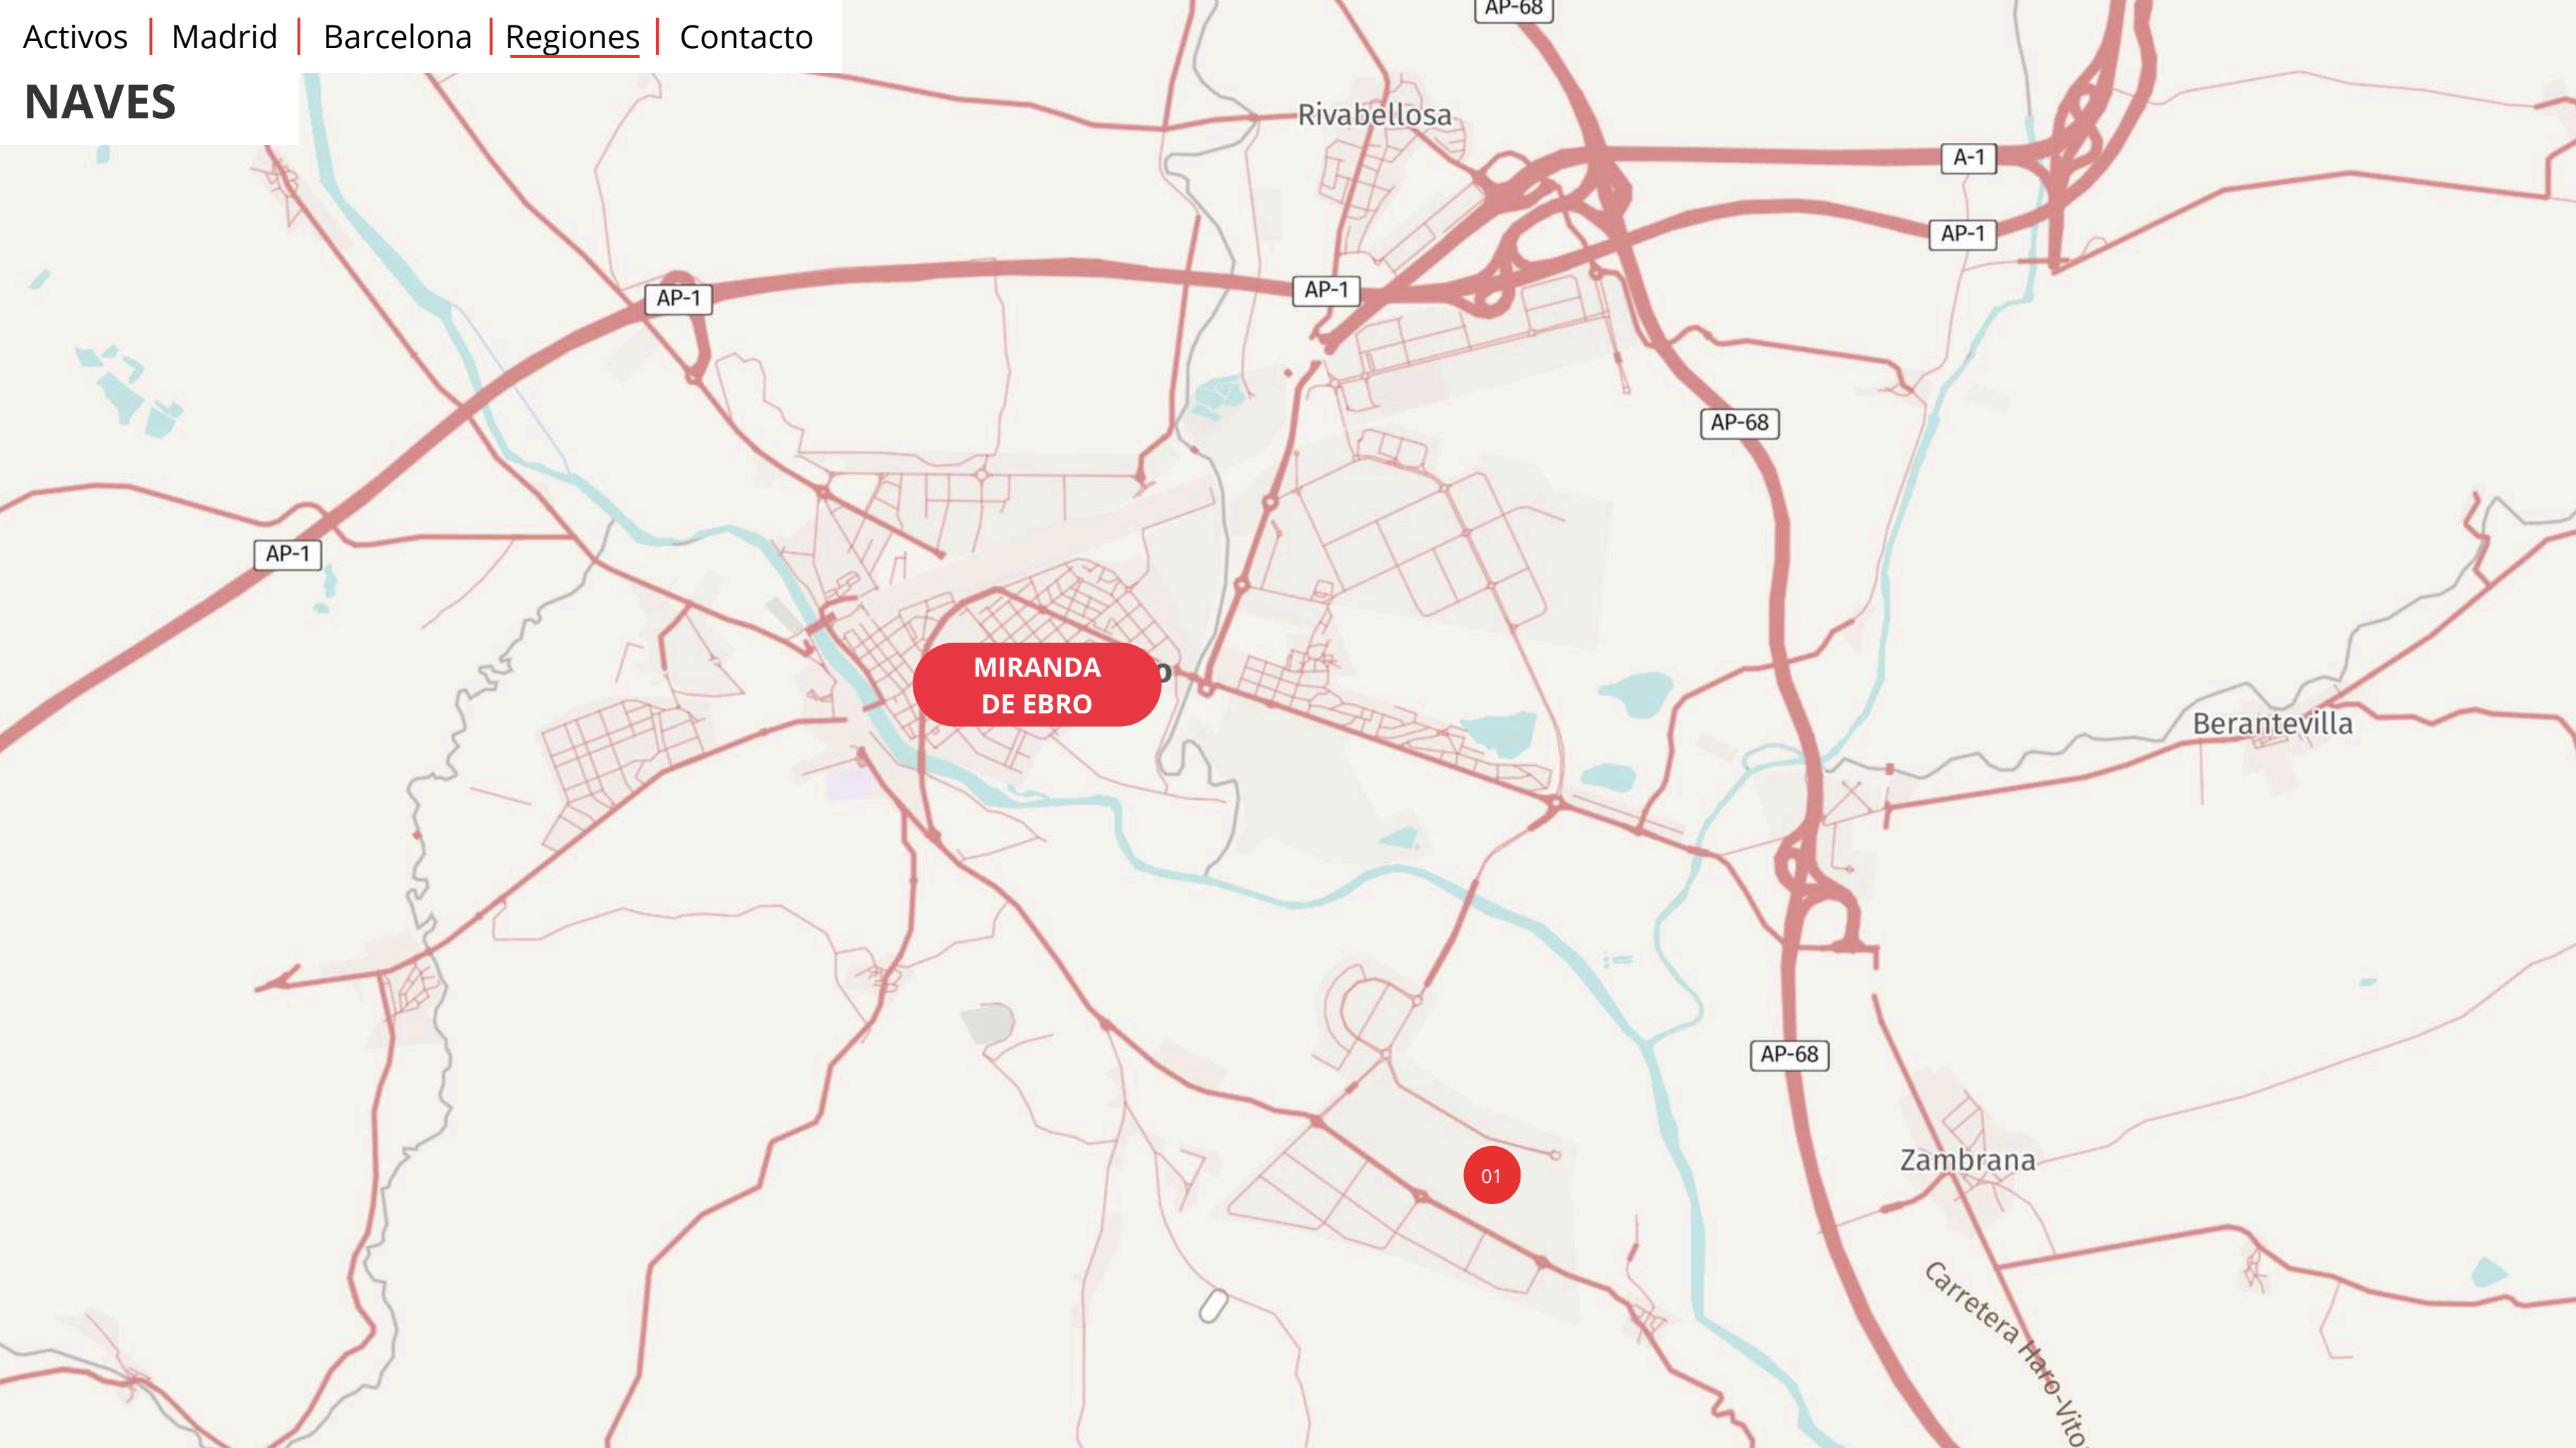 Activos | Madrid | Barcelona | Regiones | Contacto
NAVES
AP-68
Rivabellosa
A-1
AP-1
AP-1
AP-1
AP-68
AP-1
MIRANDA
DE EBRO
o
Berantevilla
AP-68
Zambrana
01
Carretera Haro-Vito